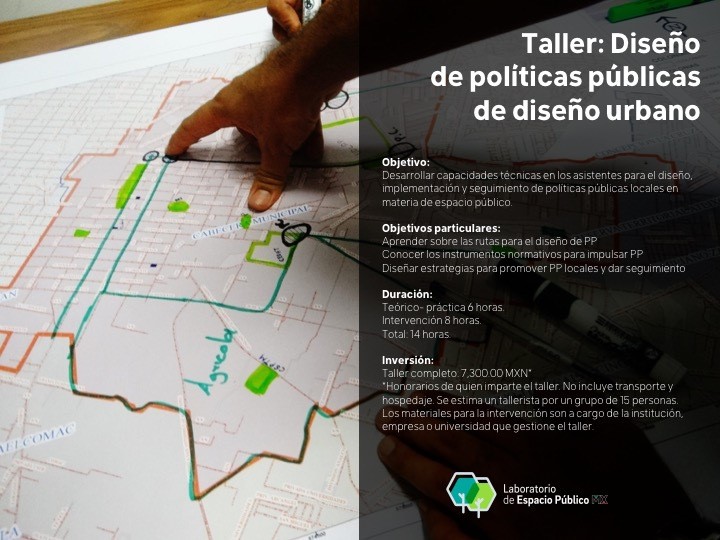 Taller: Diseño
de políticas públicas
de diseño urbano
Objetivo:
Desarrollar capacidades técnicas en los asistentes para el diseño,
implementación y seguimiento de políticas públicas locales en
materia de espacio público.
Objetivos particulares:
Aprender sobre las rutas para el diseño de PP
Conocer los instrumentos normativos para impulsar PP
Diseñar estrategias para promover PP locales y dar seguimiento
Duración:
Teórico- práctica 6 horas.
Intervención 8 horas.
Total: 14 horas
Inversión:
Taller completo: 7,300.00 MXN*
*Honorarios de quien imparte el taller. No incluye transporte y
hospedaje. Se estima un tallerista por un grupo de 15 personas.
Los materiales para la intervención son a cargo de la institución,
empresa o universidad que gestione el taller.
Laboratorio
de Espacio Público MX
CABECERA MUNICIPAL
Agricola